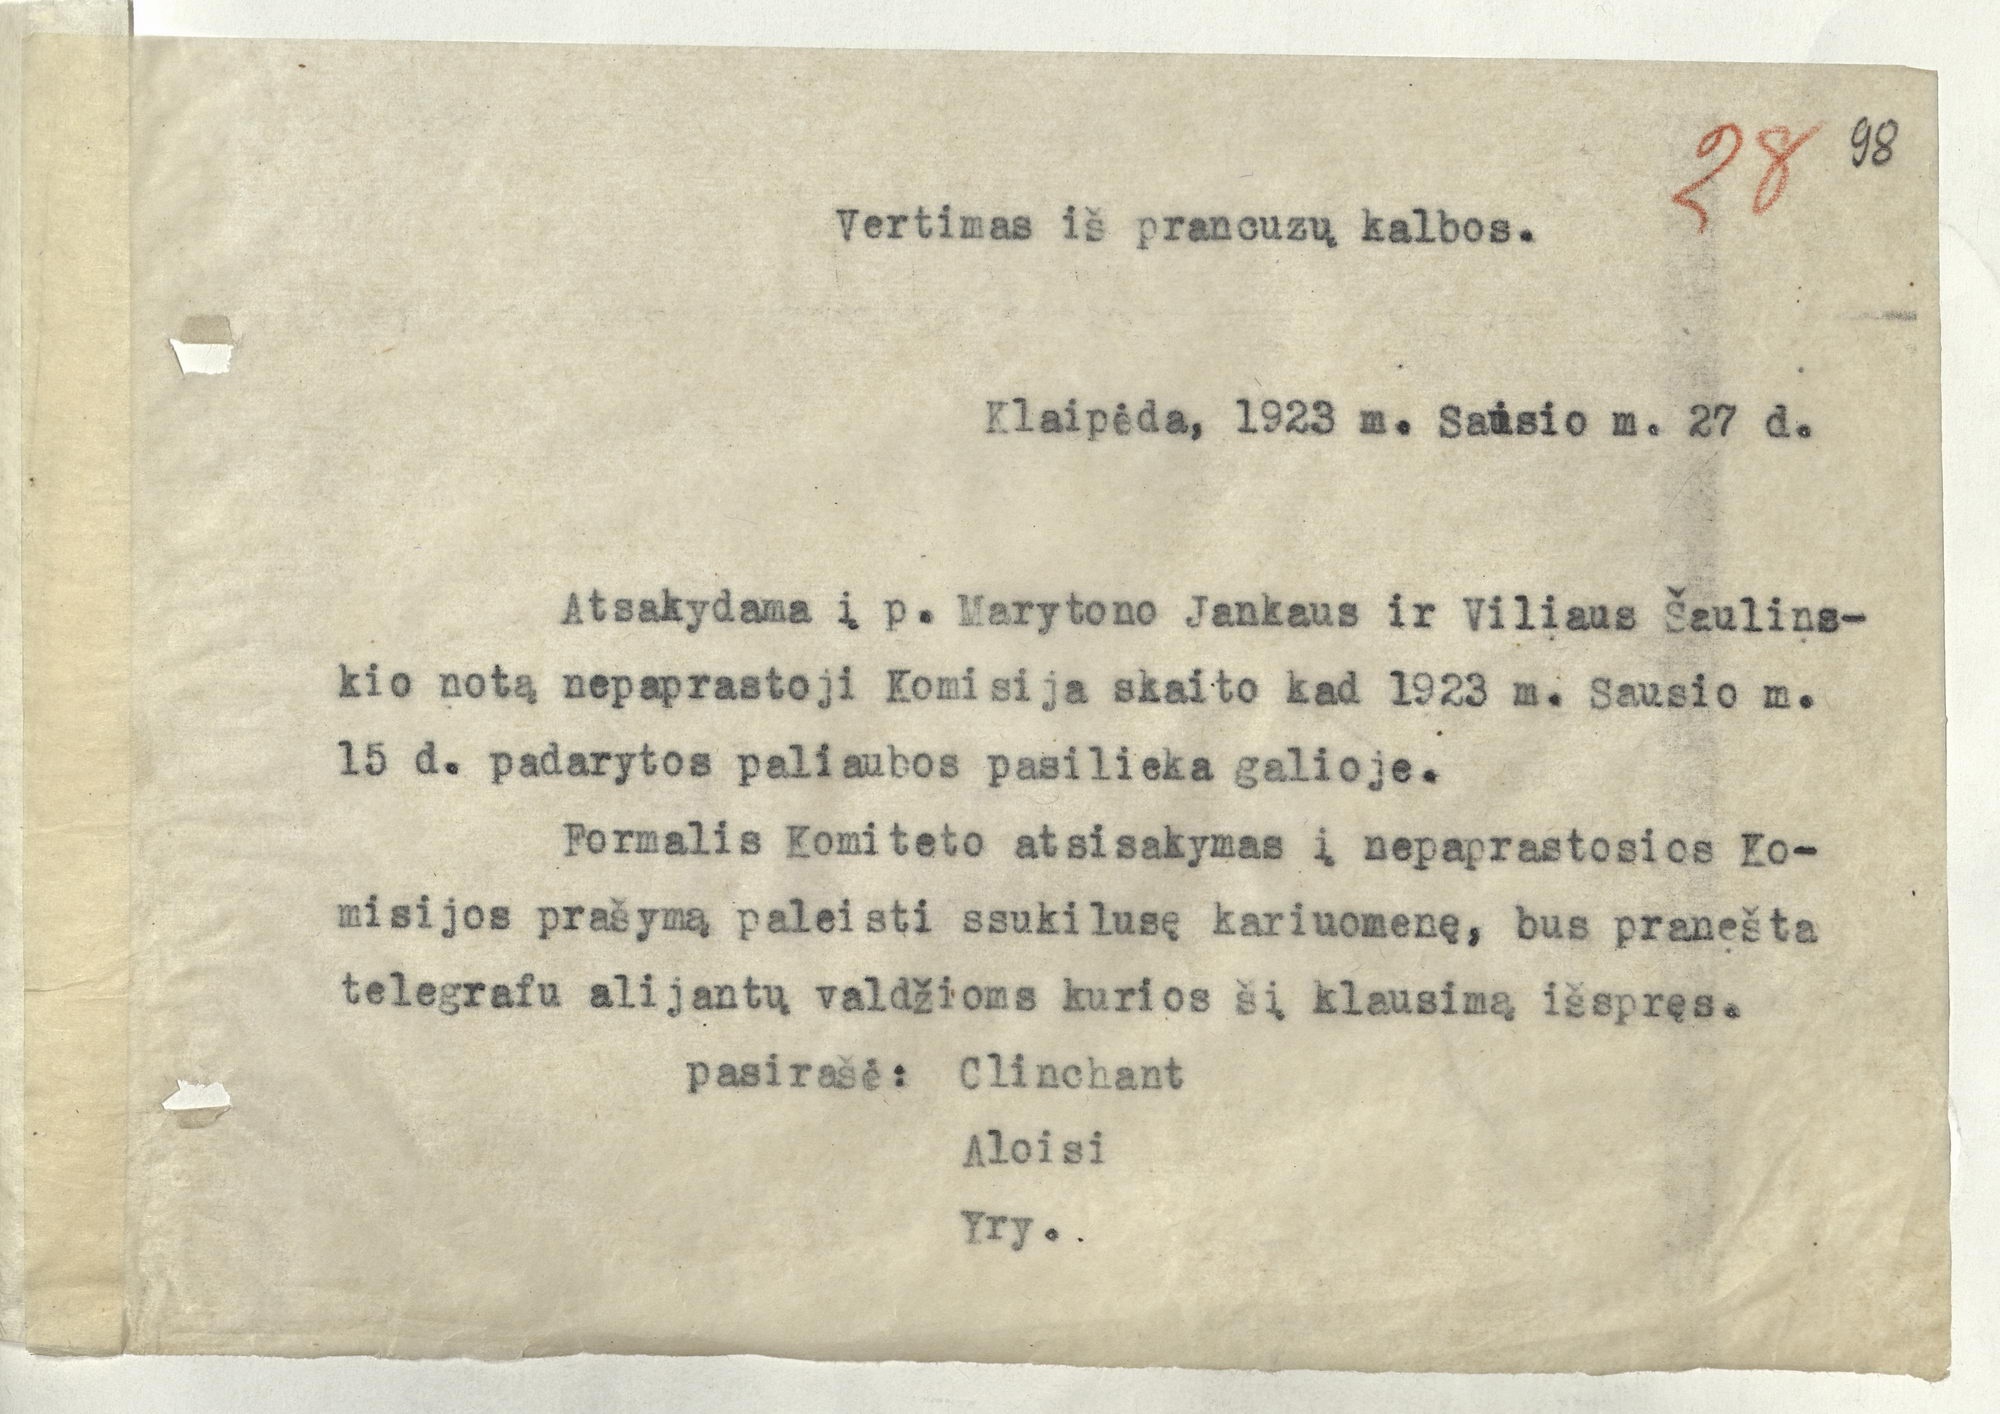 28 98
Vertimas iš prancuzų kalbos.
Klaipėda, 1923 m. Sausio m. 27 d.
Atsakydama į p. Marytono Jankaus ir Viliaus Šaulins-
kio notą nepaprastoji Komisija skaito kad 1923 m. Sausio m.
15 d. padarytos paliaubos pasilieka galioje.
Formalis Komiteto atsisakymas į nepaprastosios Ko-
misijos prašymą paleisti ssukilusę kariuomenę, bus pranešta
telegrafu alijantų valdžioms kurios šį klausimą išspręs.
pasirašė: Clinchant
Aloisi
Yry.